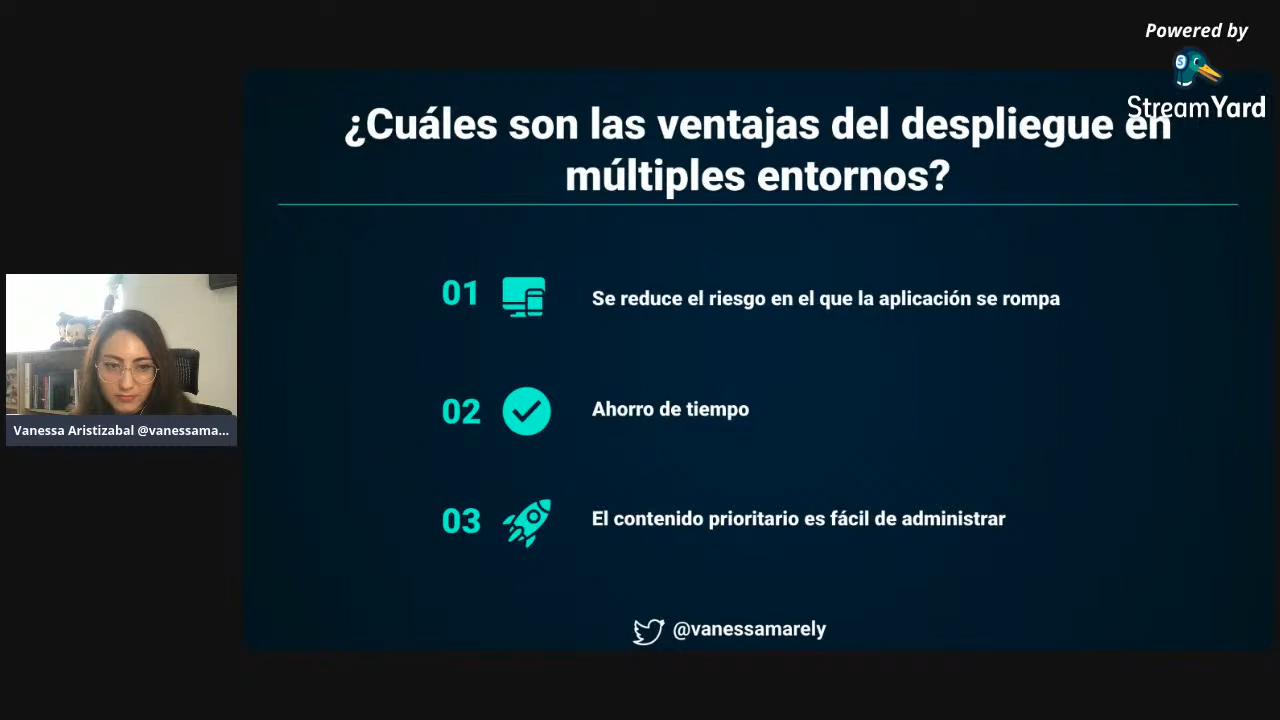 Powered by
StreamYard
¿Cuáles son las ventajas del despliegue en
múltiples entornos?
01
Se reduce el riesgo en el que la aplicación se rompa
02
Ahorro de tiempo
03
El contenido prioritario es fácil de administrar
Vanessa Aristizabal @vanessama...
@vanessamarely